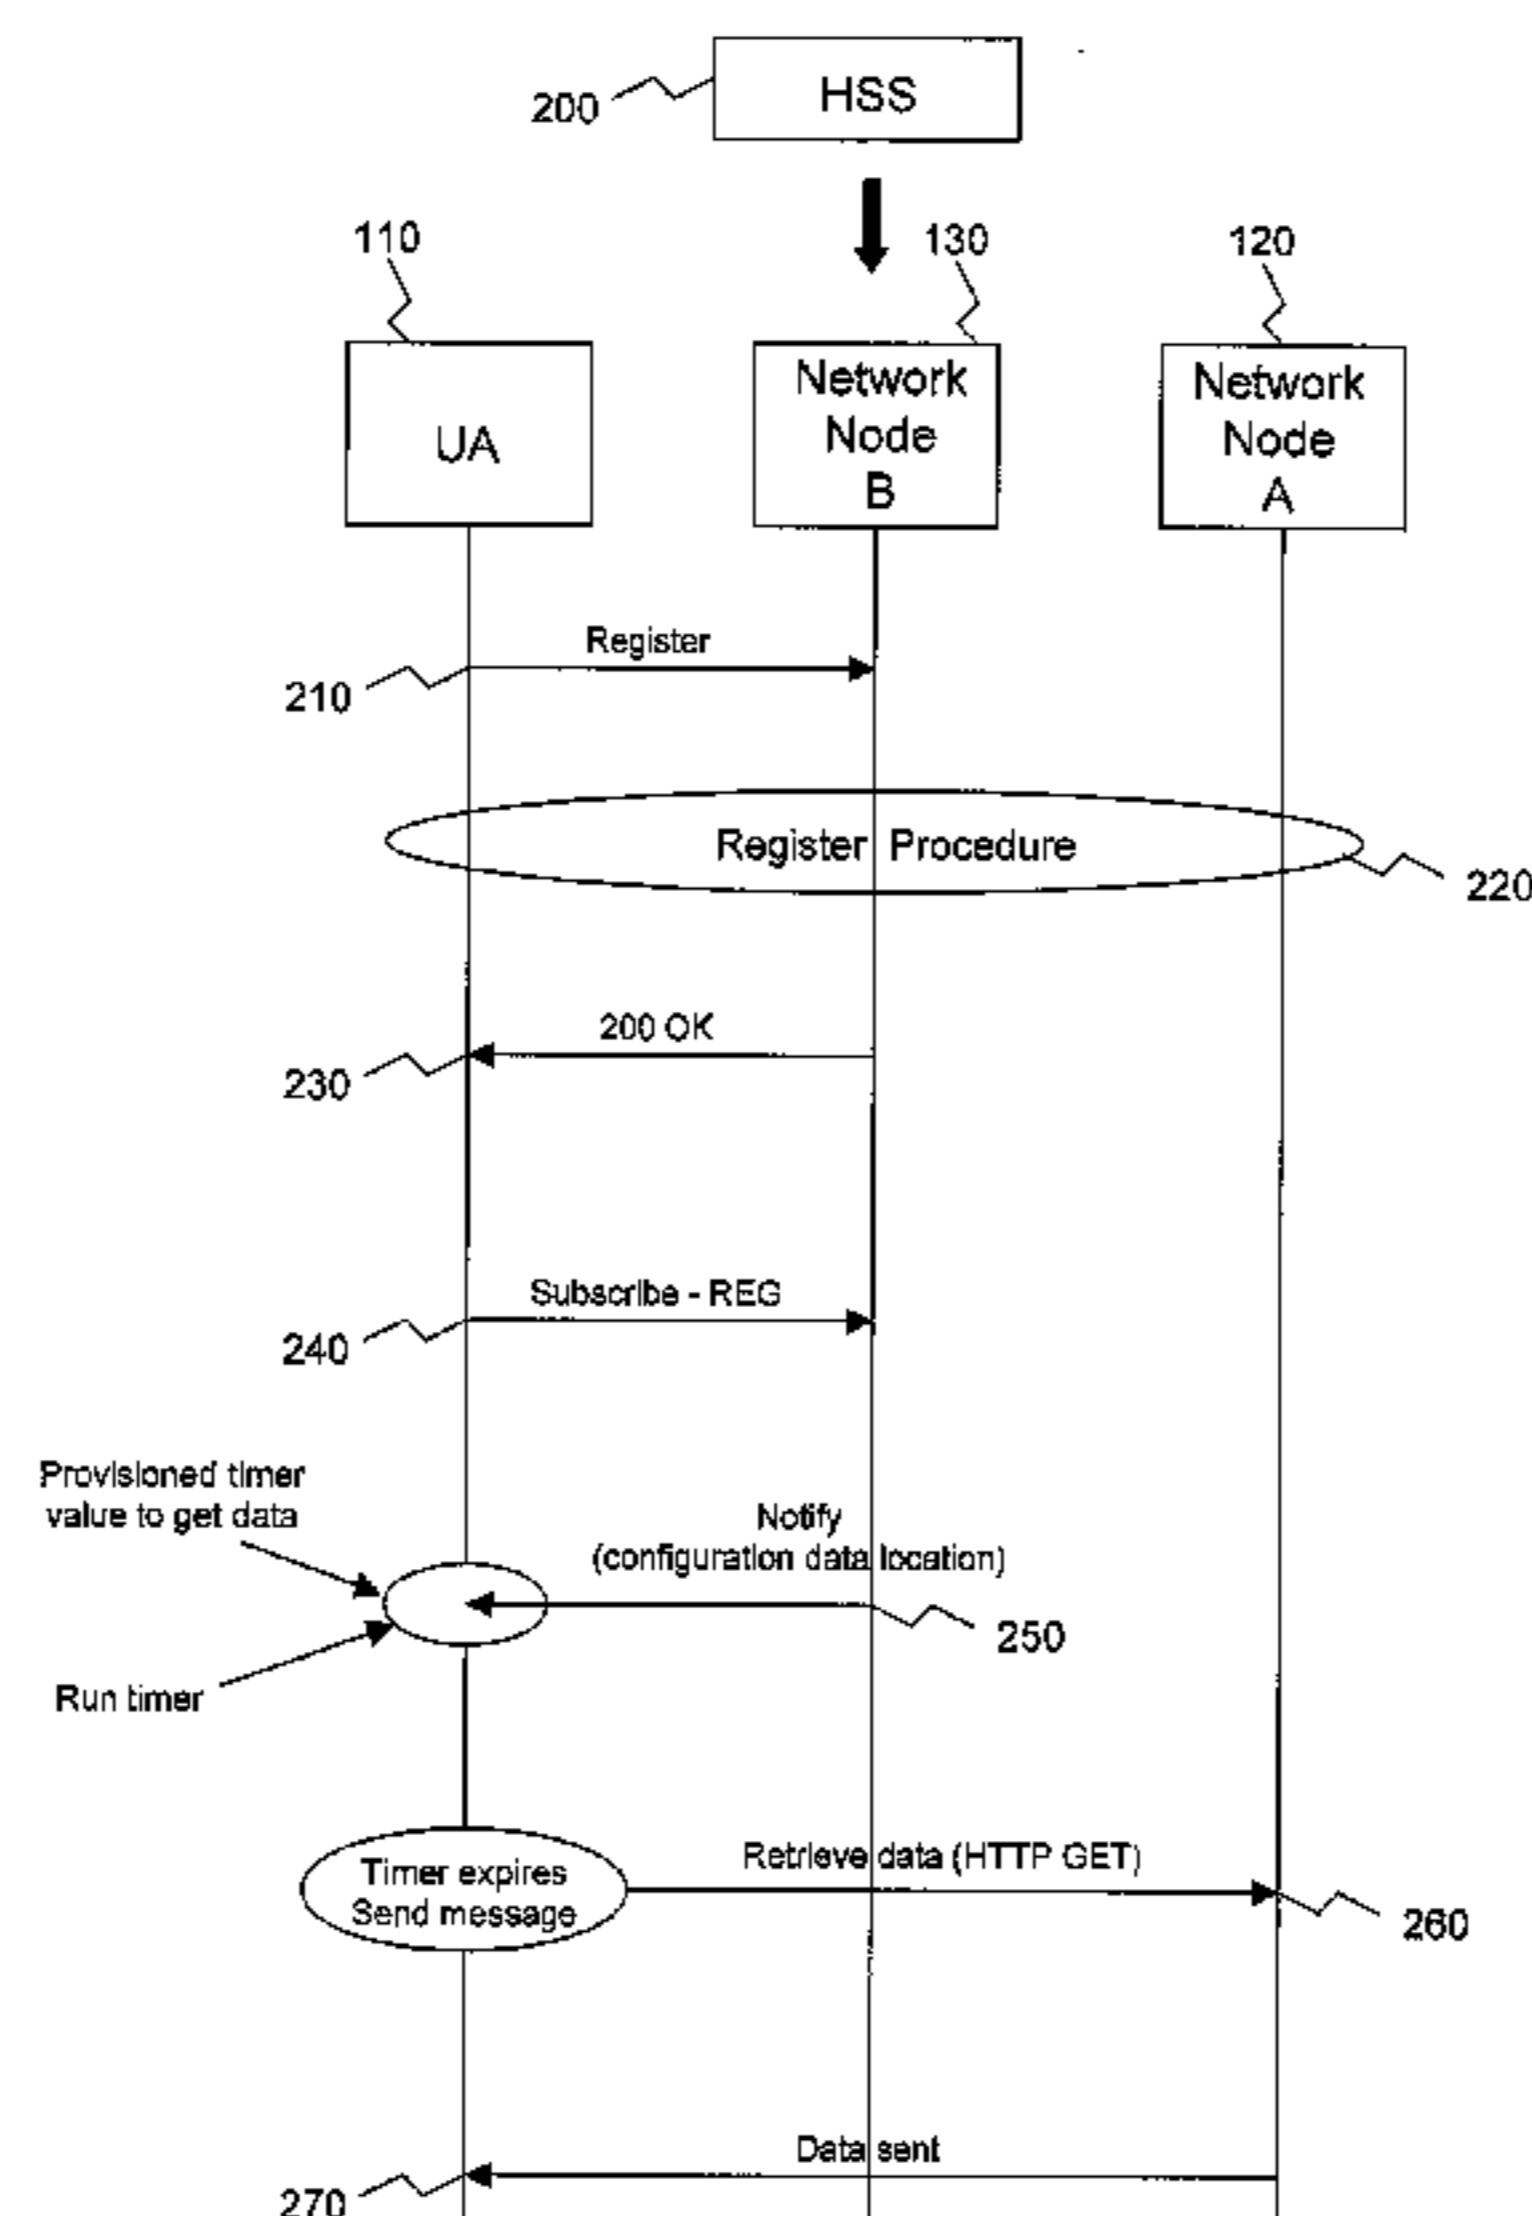 HSS
200
110
130
120
UA
Network
Node
B
Network
Node
A
Register
210
Register Procedure
220
200 OK
230
Subscribe - REG
240
Provisioned timer
value to get data
Notify
(configuration data location)
250
Run timer
Timer expires
Send message
Retrieve data (HTTP GET)
260
Data sent
270